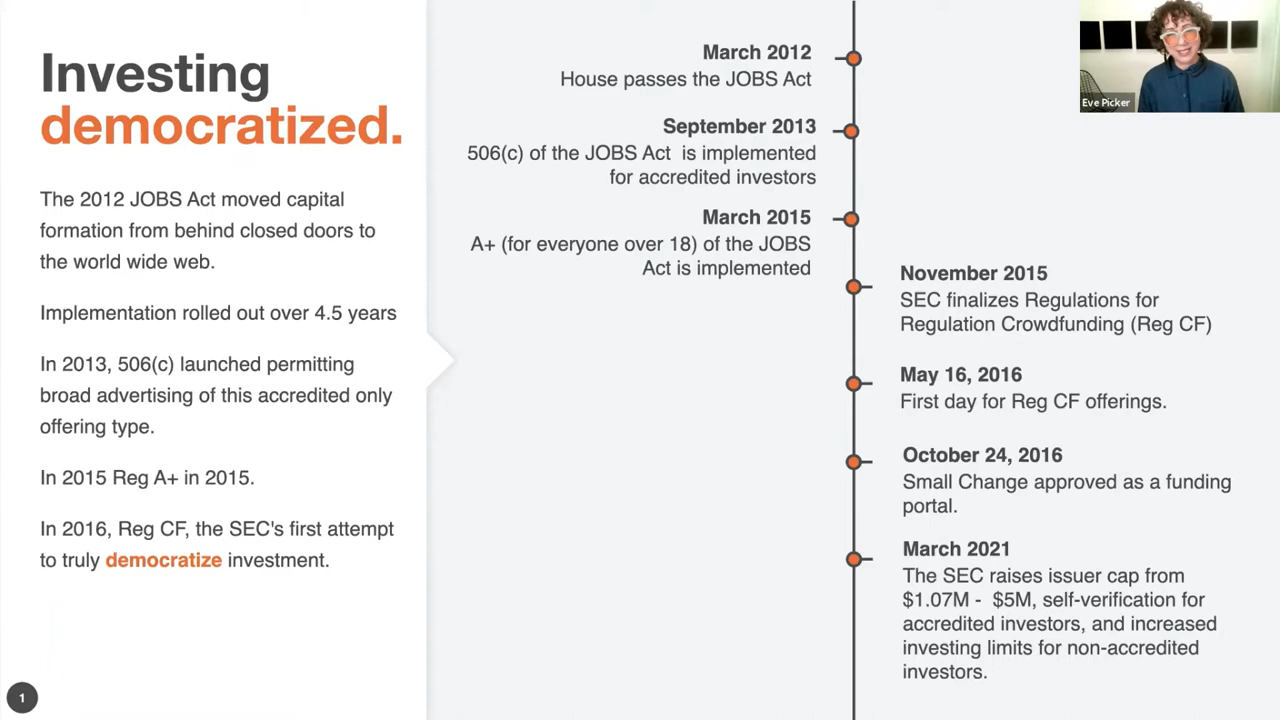 Investing
democratized.
The 2012 JOBS Act moved capital
formation from behind closed doors to
the world wide web.
Implementation rolled out over 4.5 years
In 2013, 506(c) launched permitting
broad advertising of this accredited only
offering type.
In 2015 Reg A+ in 2015.
In 2016, Reg CF, the SEC's first attempt
to truly democratize investment.
1
March 2012
House passes the JOBS Act
September 2013
506(c) of the JOBS Act is implemented
for accredited investors
March 2015
A+ (for everyone over 18) of the JOBS
Act is implemented
November 2015
SEC finalizes Regulations for
Regulation Crowdfunding (Reg CF)
May 16, 2016
First day for Reg CF offerings.
October 24, 2016
Small Change approved as a funding
portal.
March 2021
The SEC raises issuer cap from
$1.07M - $5M, self-verification for
accredited investors, and increased
investing limits for non-accredited
investors.
Eve Picker